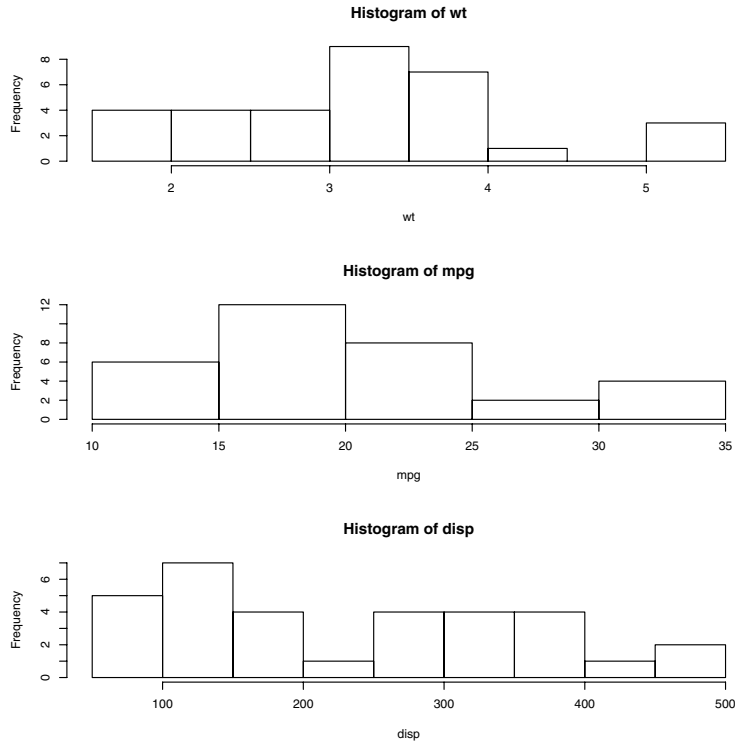 Histogram of wt
Frequency
0 2 4 6 8
2 3 4 5
wt
Histogram of mpg
Frequency
0 2 4 6 8 12
10 15 20 25 30 35
mpg
Histogram of disp
Frequency
0 2 4 6
100 200 300 400 500
disp